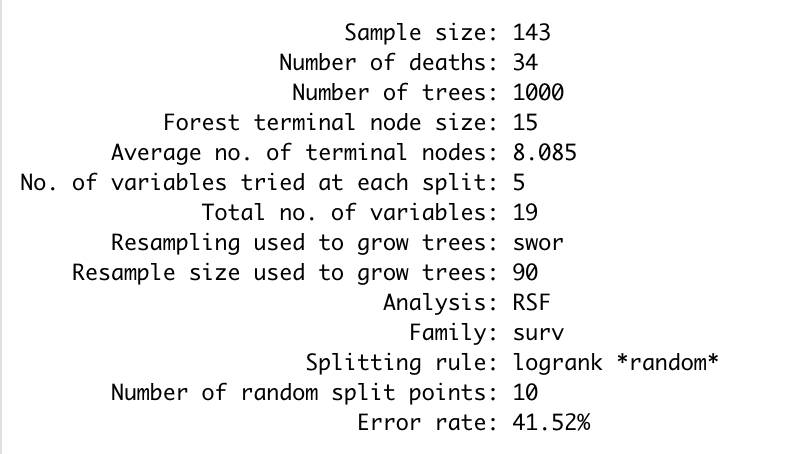 Sample size: 143
Number of deaths: 34
Number of trees: 1000
Forest terminal node size: 15
Average no. of terminal nodes: 8.085
No. of variables tried at each split: 5
Total no. of variables: 19
Resampling used to grow trees: swor
Resample size used to grow trees: 90
Analysis: RSF
Family: surv
Splitting rule: logrank *random*
Number of random split points: 10
Error rate: 41.52%